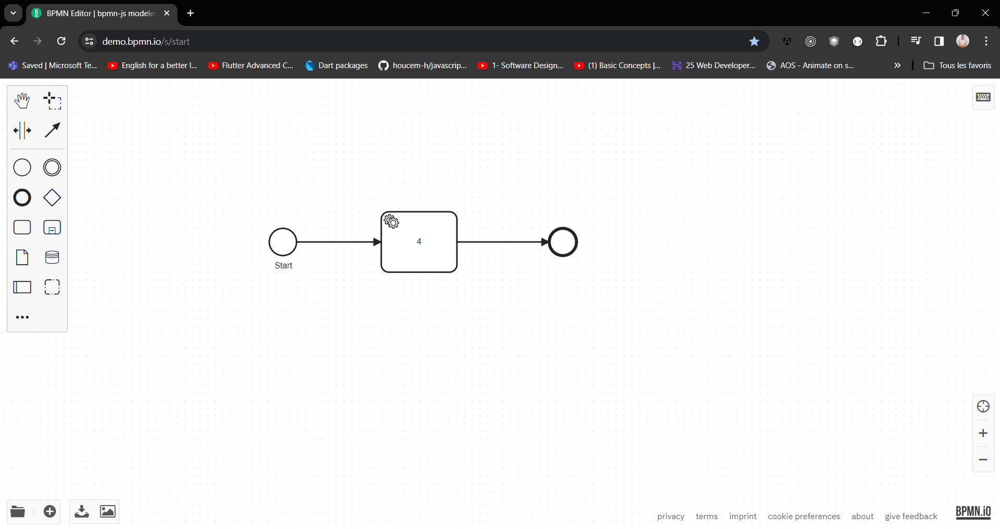 BPMN Editor | bpmn-js modele
demo.bpmn.io/s/start
Saved | Microsoft Te...
English for a better l...
Flutter Advanced C...
Dart packages
houcem-h/javascrip...
1- Software Design...
(1) Basic Concepts |...
25 Web Developer...
AOS - Animate on s...
Tous les favoris
4
Start
privacy
terms
imprint
cookie preferences
about
give feedback
BPMN.iO